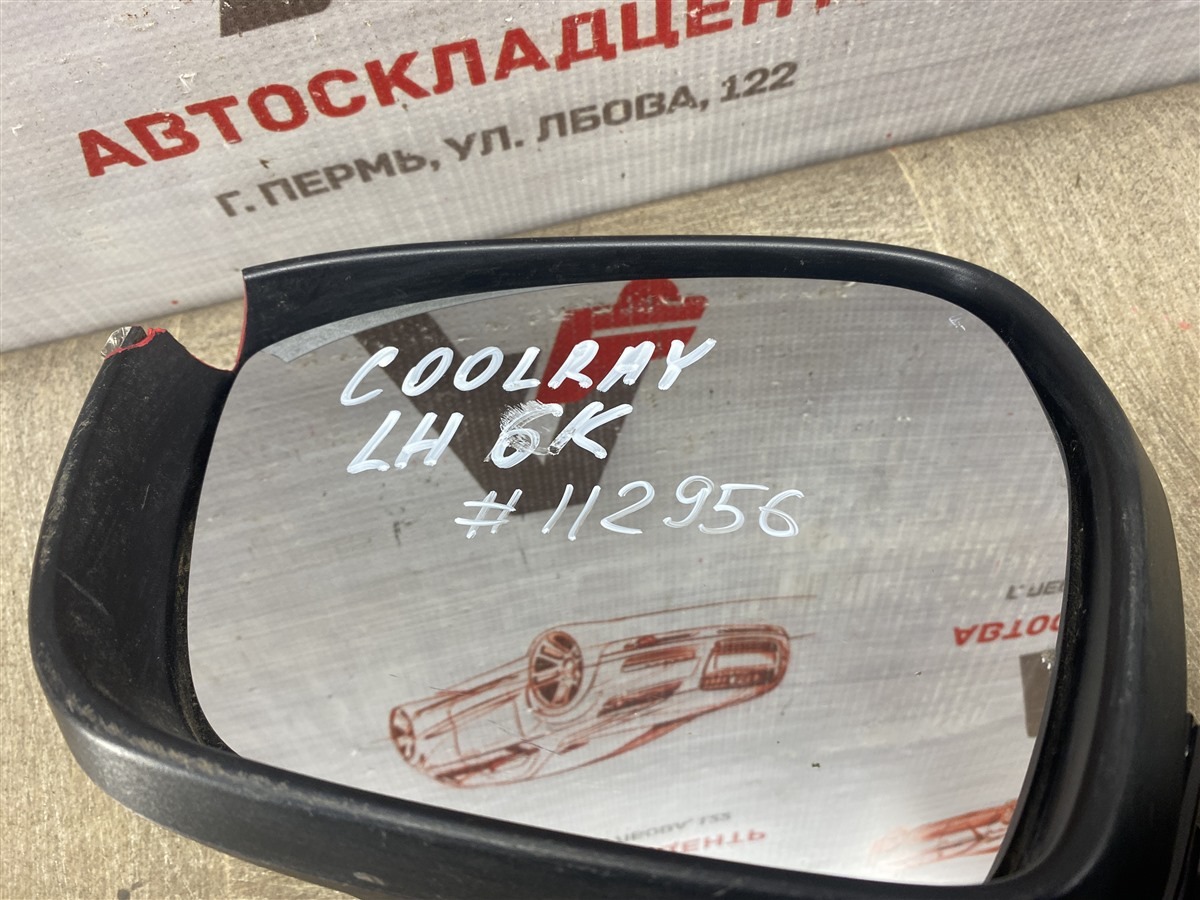 АВТОСКЛАДЦЕНТ
Г. ПЕРМЬ, УЛ. ЛБОВА, 122
COOLRAY
LH 6K
#112956